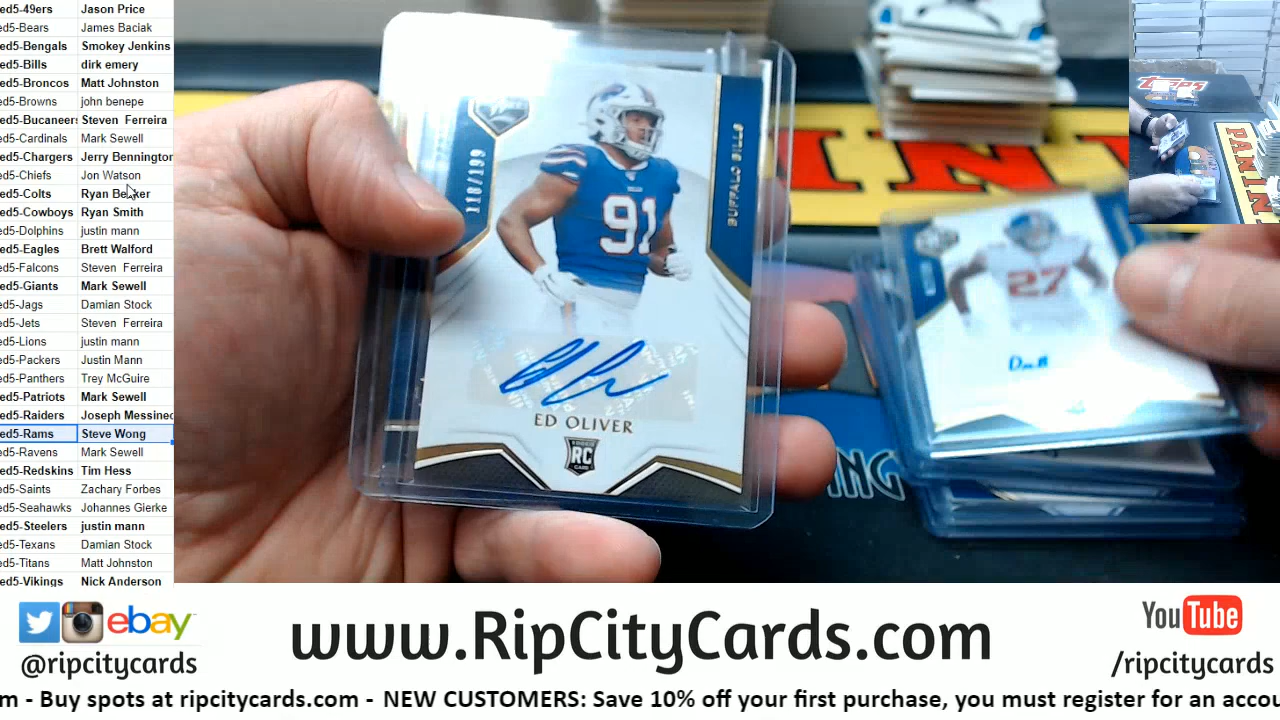 ed5-49ers Jason Price
ed5-Bears James Baciak
ed5-Bengals Smokey Jenkins
ed5-Bills dirk emery
ed5-Broncos Matt Johnston
ed5-Browns john benepe
ed5-Bucaneers Steven Ferreira
ed5-Cardinals Mark Sewell
ed5-Chargers Jerry Bennington
ed5-Chiefs Jon Watson
ed5-Colts Ryan Becker
ed5-Cowboys Ryan Smith
ed5-Dolphins justin mann
ed5-Eagles Brett Walford
ed5-Falcons Steven Ferreira
ed5-Giants Mark Sewell
ed5-Jags Damian Stock
ed5-Jets Steven Ferreira
ed5-Lions justin mann
ed5-Packers Justin Mann
ed5-Panthers Trey McGuire
ed5-Patriots Mark Sewell
ed5-Raiders Joseph Messinec
ed5-Rams Steve Wong
ed5-Ravens Mark Sewell
ed5-Redskins Tim Hess
ed5-Saints Zachary Forbes
ed5-Seahawks Johannes Gierke
ed5-Steelers justin mann
ed5-Texans Damian Stock
ed5-Titans Matt Johnston
ed5-Vikings Nick Anderson
118/199
BUFFALO BILLS
91
ED OLIVER
RC
27
PANINI
Topps
PANINI
ING
ebay
@ripcitycards
www.RipCityCards.com
YouTube
/ripcitycards
m - Buy spots at ripcitycards.com - NEW CUSTOMERS: Save 10% off your first purchase, you must register for an accou